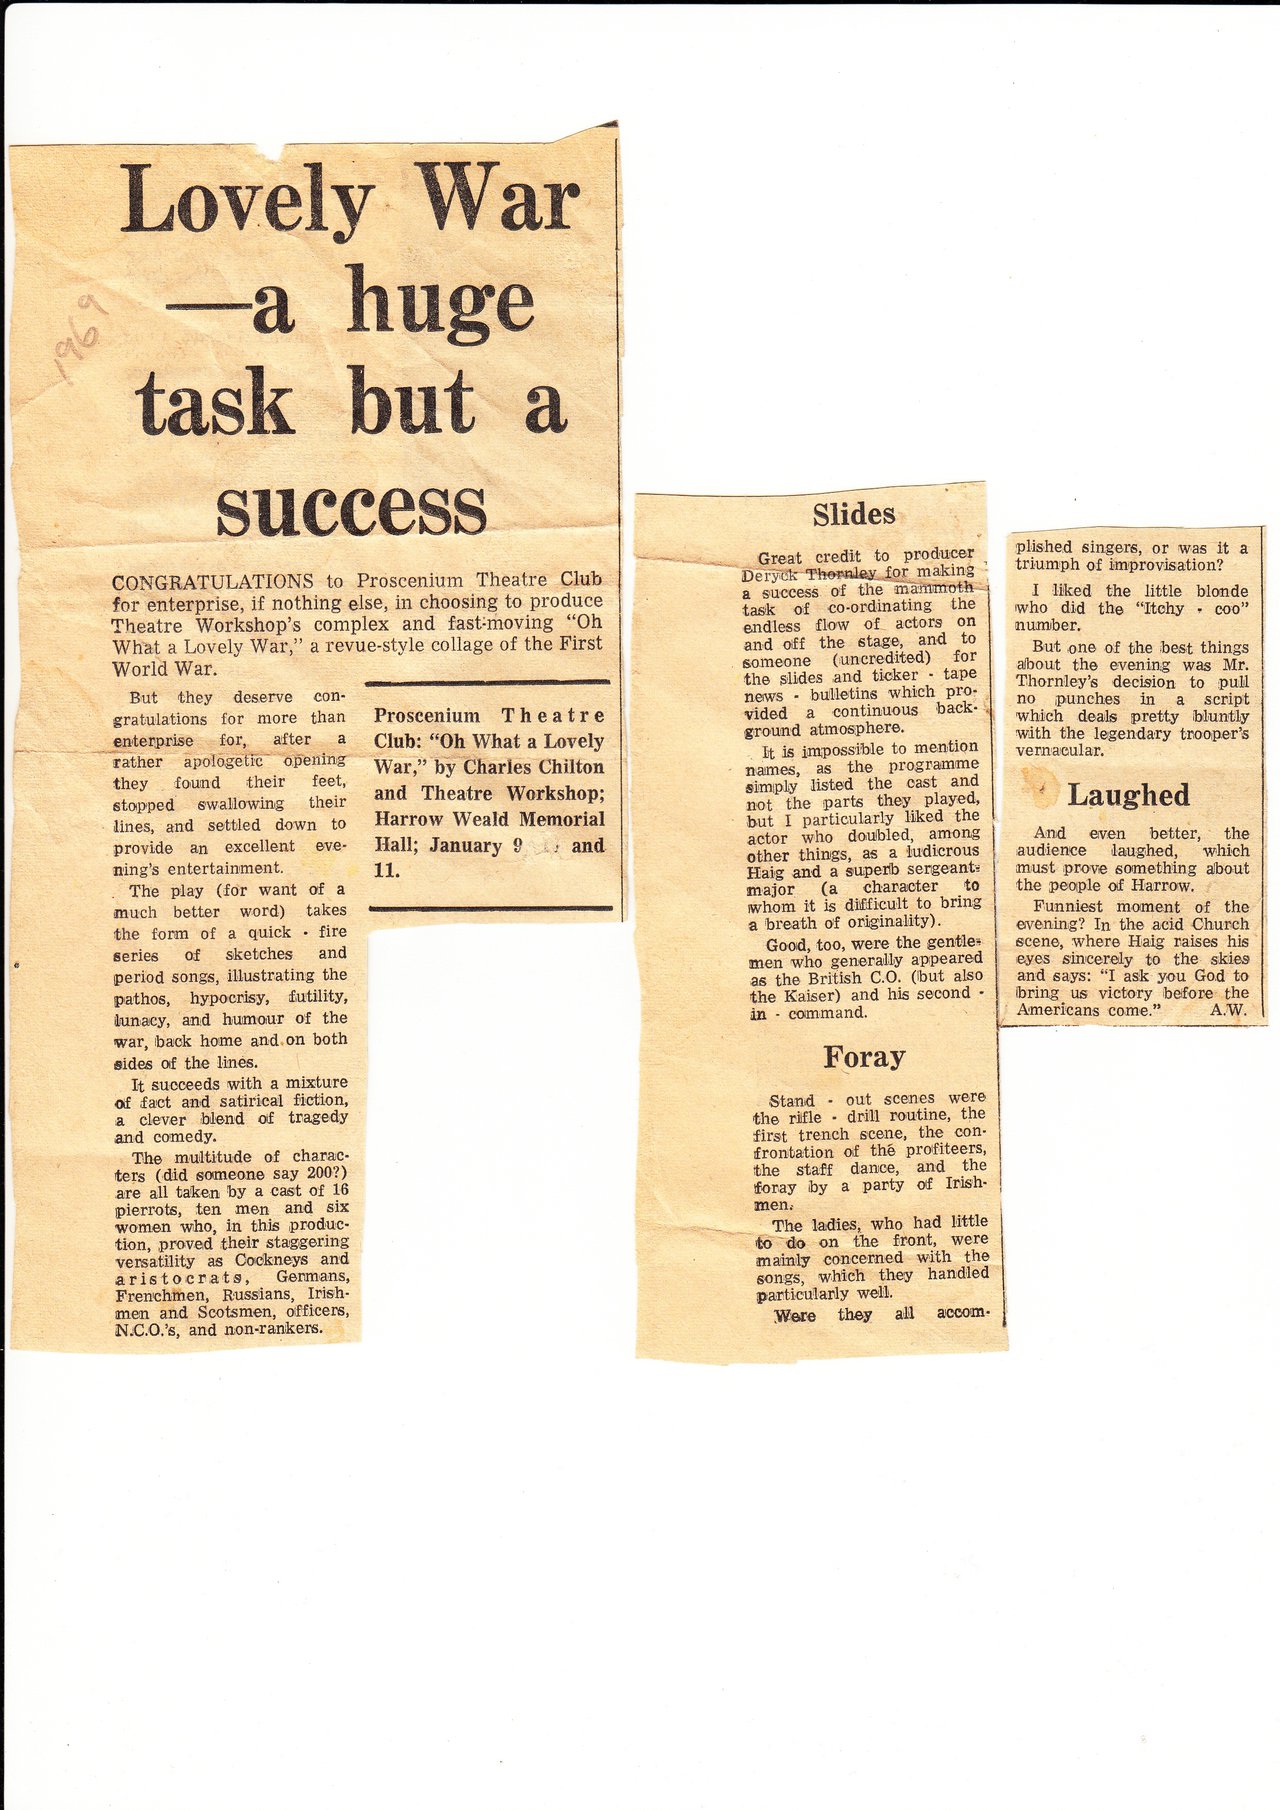 Lovely War
—a huge
task but a
success
1969
CONGRATULATIONS to Proscenium Theatre Club
for enterprise, if nothing else, in choosing to produce
Theatre Workshop's complex and fast-moving "Oh
What a Lovely War," a revue-style collage of the First
World War.
But they deserve con-
gratulations for more than
enterprise for, after a
rather apologetic opening
they found their feet,
stopped swallowing their
lines, and settled down to
provide an excellent eve-
ning's entertainment.
The play (for want of a
much better word) takes
the form of a quick - fire
series of sketches and
period songs, illustrating the
pathos, hypocrisy, futility,
lunacy, and humour of the
war, back home and on both
sides of the lines.
It succeeds with a mixture
of fact and satirical fiction,
a clever blend of tragedy
and comedy.
The multitude of charac-
ters (did someone say 200?)
are all taken by a cast of 16
pierrots, ten men and six
women who, in this produc-
tion, proved their staggering
versatility as Cockneys and
aristocrats, Germans,
Frenchmen, Russians, Irish-
men and Scotsmen, officers,
N.C.O.'s, and non-rankers.
Proscenium Theatre
Club: "Oh What a Lovely
War," by Charles Chilton
and Theatre Workshop;
Harrow Weald Memorial
Hall; January 9 and
11.
Slides
Great credit to producer
Deryck Thornley for making
a success of the mammoth
task of co-ordinating the
endless flow of actors on
and off the stage, and to
someone (uncredited) for
the slides and ticker - tape
news - bulletins which pro-
vided a continuous back-
ground atmosphere.
It is impossible to mention
names, as the programme
simply listed the cast and
not the parts they played,
but I particularly liked the
actor who doubled, among
other things, as a ludicrous
Haig and a superb sergeant-
major (a character to
whom it is difficult to bring
a breath of originality).
Good, too, were the gentle-
men who generally appeared
as the British C.O. (but also
the Kaiser) and his second -
in - command.
Foray
Stand - out scenes were
the rifle - drill routine, the
first trench scene, the con-
frontation of the profiteers,
the staff dance, and the
foray by a party of Irish-
men.
The ladies, who had little
to do on the front, were
mainly concerned with the
songs, which they handled
particularly well.
Were they all accom-
plished singers, or was it a
triumph of improvisation?
I liked the little blonde
who did the "Itchy - coo"
number.
But one of the best things
about the evening was Mr.
Thornley's decision to pull
no punches in a script
which deals pretty bluntly
with the legendary trooper's
vernacular.
Laughed
And even better, the
audience laughed, which
must prove something about
the people of Harrow.
Funniest moment of the
evening? In the acid Church
scene, where Haig raises his
eyes sincerely to the skies
and says: "I ask you God to
bring us victory before the
Americans come." A.W.